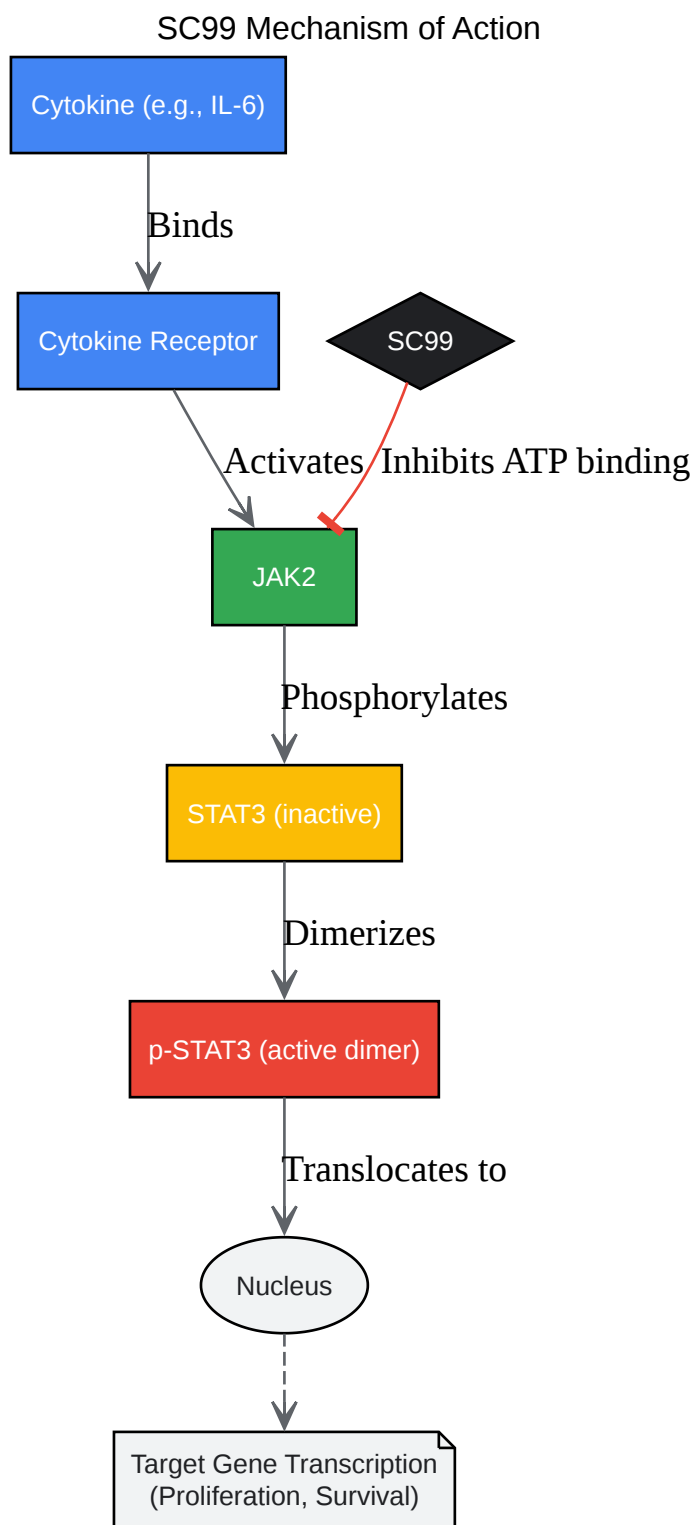 SC99 Mechanism of Action
Cytokine (e.g., IL-6)
Binds
Cytokine Receptor
SC99
Activates
Inhibits ATP binding
JAK2
Phosphorylates
STAT3 (inactive)
Dimerizes
p-STAT3 (active dimer)
Translocates to
Nucleus
Target Gene Transcription
(Proliferation, Survival)